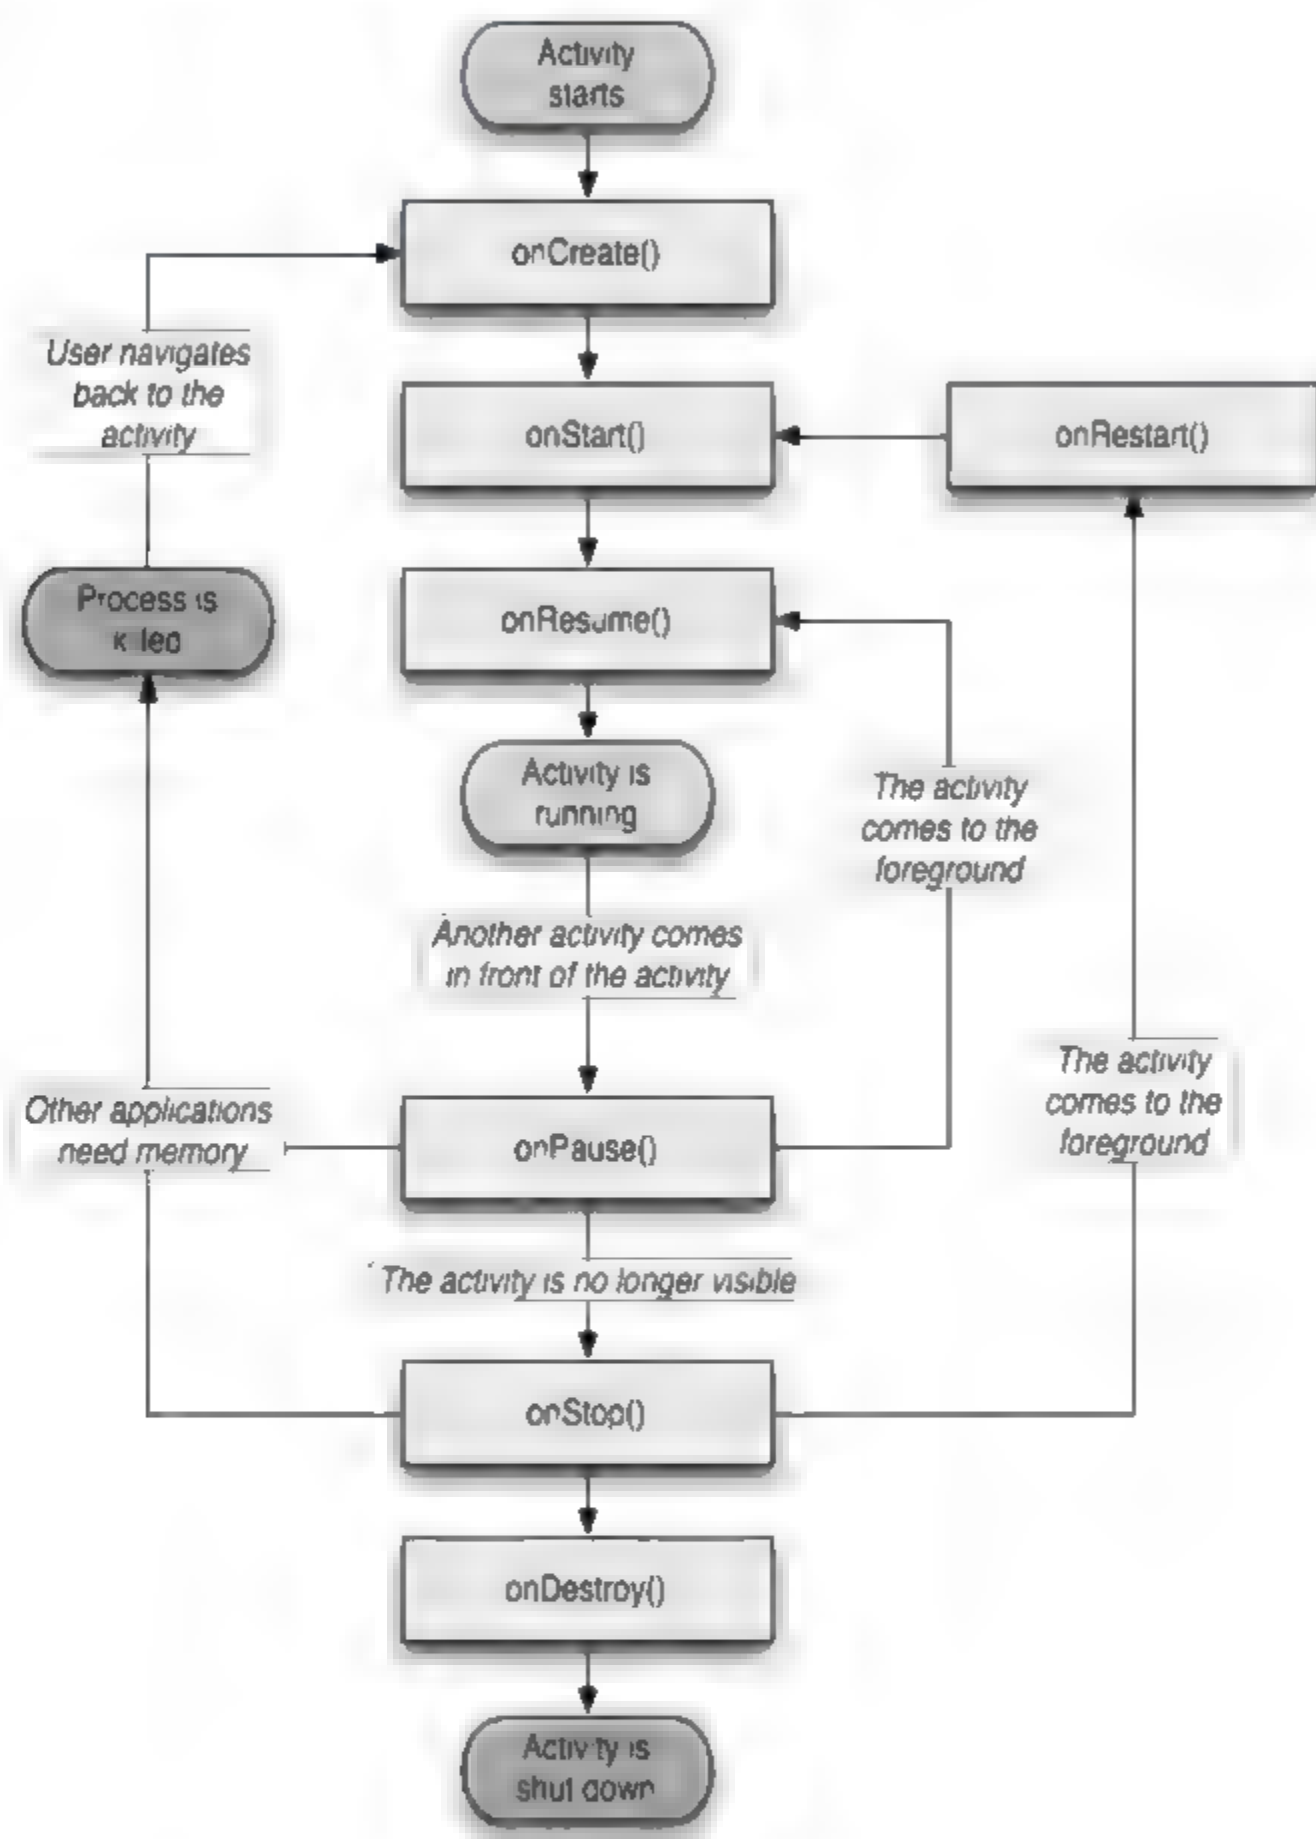 Activity
starts
onCreate()
User navigates
back to the
activity
onStart()
onRestart()
Process is
killed
onResume()
Activity is
running
The activity
comes to the
foreground
Another activity comes
in front of the activity
The activity
comes to the
foreground
Other applications
need memory
onPause()
The activity is no longer visible
onStop()
onDestroy()
Activity is
shut down